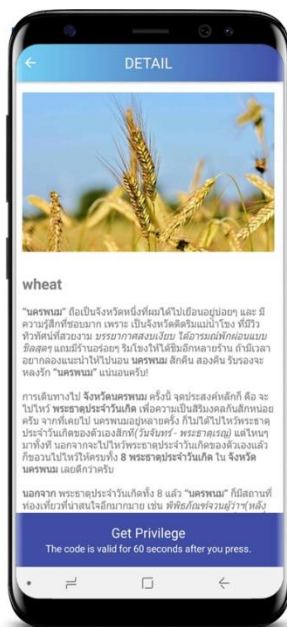 DETAIL
wheat
"นครพนม" ถือเป็นจังหวัดหนึ่งที่ผมได้ไปเยือนอยู่บ่อยๆ และ มี
ความรู้สึกที่ชอบมาก เพราะ เป็นจังหวัดติดริมแม่น้ำโขง ที่มีวิว
ทิวทัศน์ที่สวยงาม บรรยากาศสงบเงียบ ได้อารมณ์พักผ่อนแบบ
ชิลสุดๆ แถมมีร้านอร่อยๆ ริมโขงให้ได้ชิมอีกหลายร้าน ถ้ามีเวลา
อยากลองแนะนำให้ไปนอน นครพนม สักคืน สองคืน รับรองจะ
หลงรัก "นครพนม" แน่นอนครับ!
การเดินทางไป จังหวัดนครพนม ครั้งนี้ จุดประสงค์หลักก็ คือ จะ
ไปไหว้ พระธาตุประจำวันเกิด เพื่อความเป็นสิริมงคลกันสักหน่อย
ครับ จากที่เคยไป นครพนมอยู่หลายครั้ง ก็ไม่ได้ไปไหว้พระธา
ตุประจำวันเกิดของตัวเองสักที(วันจันทร์ - พระธาตุเรณู) แต่ไหนๆ
มาทั้งที นอกจากจะไปไหว้พระธาตุประจำวันเกิดของตัวเองแล้ว
ก็ขอวนไปไหว้ให้ครบทั้ง 8 พระธาตุประจำวันเกิด ใน จังหวัด
นครพนม เลยดีกว่าครับ
นอกจาก พระธาตุประจำวันเกิดทั้ง 8 แล้ว "นครพนม" ก็มีสถานที่
ท่องเที่ยวที่น่าสนใจอีกมากมาย เช่น พิพิธภัณฑ์จวนผู้ว่าฯ(หลัง
Get Privilege
The code is valid for 60 seconds after you press.